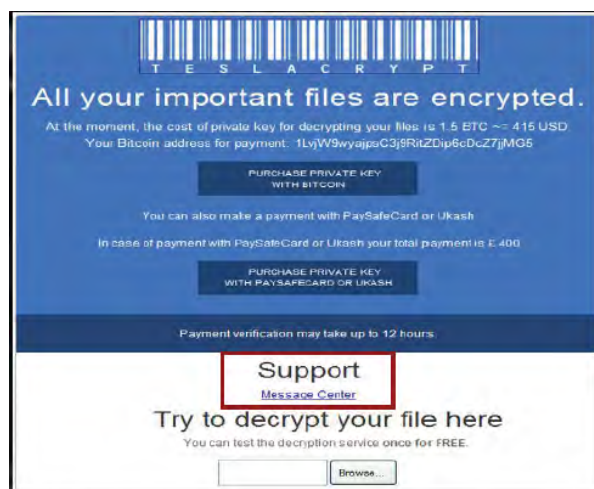 TESLACRYPT
All your important files are encrypted.
At the moment, the cost of private key for decrypting your files is 1.5 BTC ~= 415 USD
Your Bitcoin address for payment:
PURCHASE PRIVATE KEY
WITH BITCOIN
You can also make a payment with PaySafeCard or Ukash
In case of payment with PaySafeCard or Ukash your total payment is £ 400
PURCHASE PRIVATE KEY
WITH PAYSAFECARD OR UKASH
Payment verification may take up to 12 hours
Support
Message Center
Try to decrypt your file here
You can test the decryption service once for FREE.
Browse...